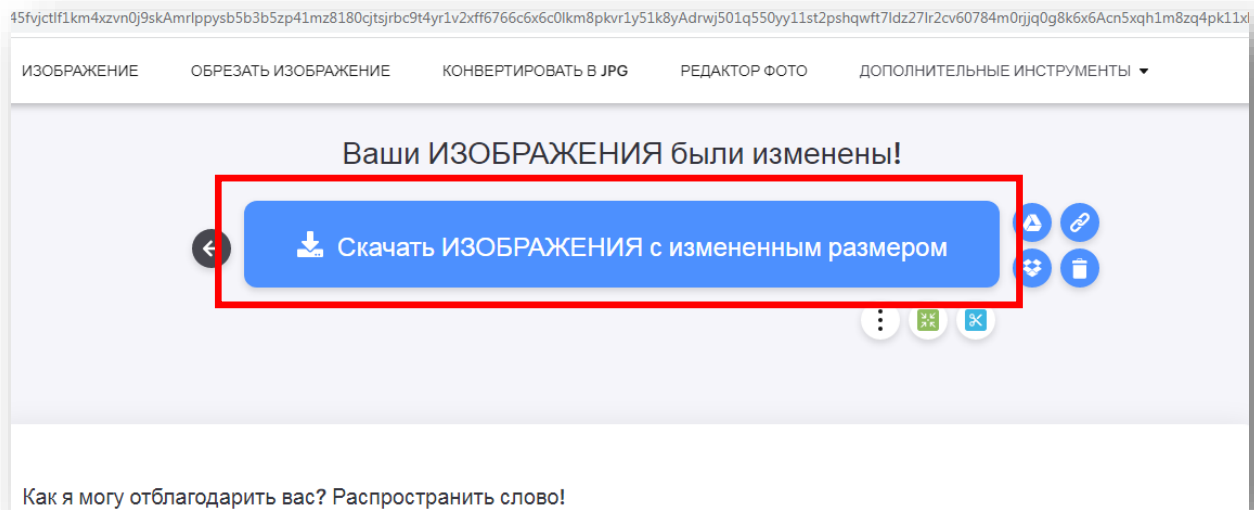 45fvjctlf1km4xzvn0j9skAmrlppysb5b3b5zp41mz8180cjtsjrbc9t4yr1v2xff6766c6x6c0lkm8pkvr1y51k8yAdrwj501q550yy11st2pshqwft7ldz27lr2cv60784m0rjjq0g8k6x6Acn5xqh1m8zq4pk11xl
ИЗОБРАЖЕНИЕ ОБРЕЗАТЬ ИЗОБРАЖЕНИЕ КОНВЕРТИРОВАТЬ В JPG РЕДАКТОР ФОТО ДОПОЛНИТЕЛЬНЫЕ ИНСТРУМЕНТЫ
Ваши ИЗОБРАЖЕНИЯ были изменены!
Скачать ИЗОБРАЖЕНИЯ с измененным размером
Как я могу отблагодарить вас? Распространить слово!